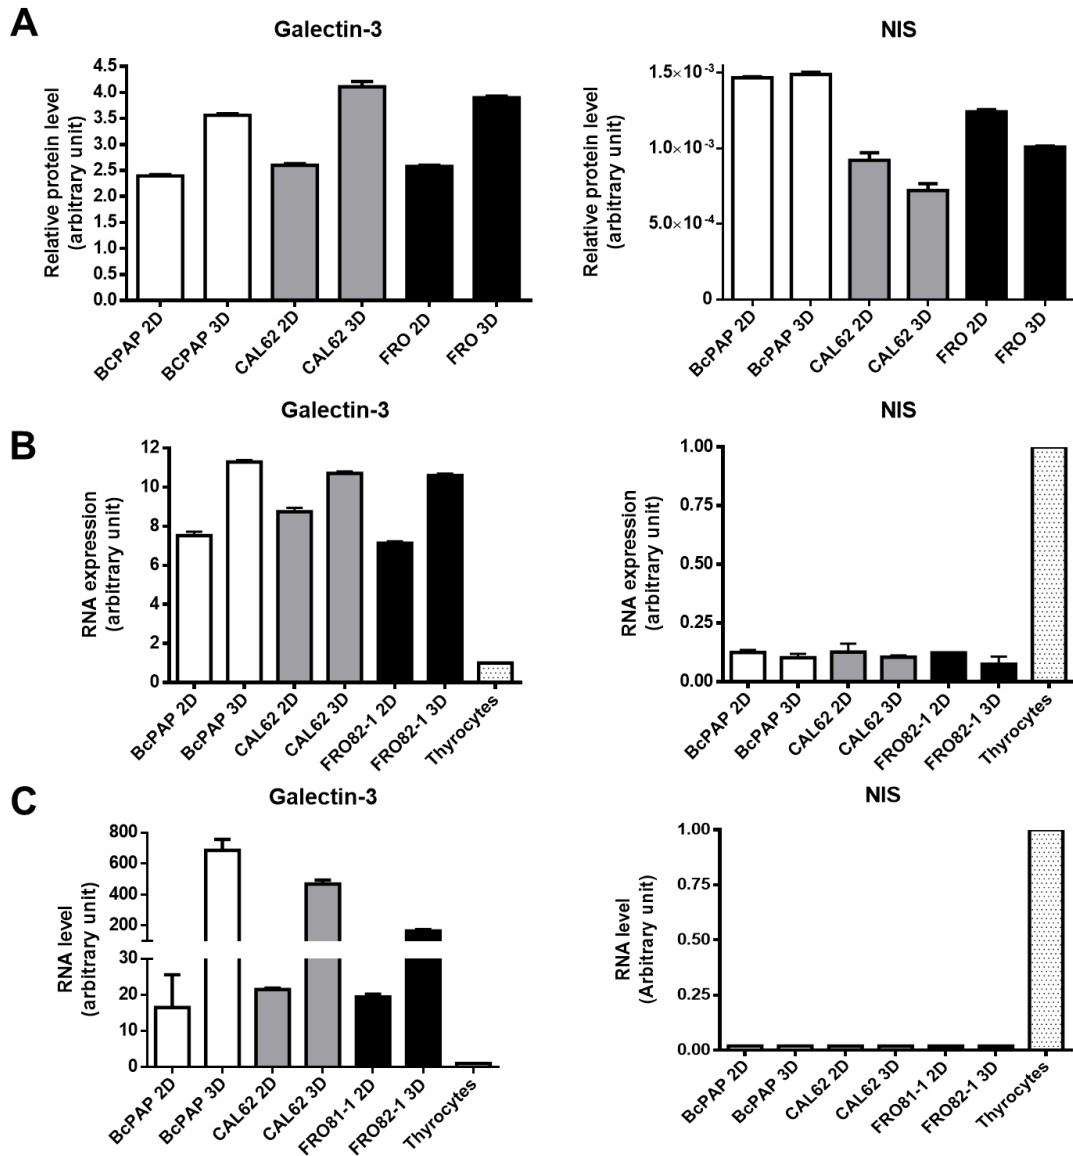 A
Galectin-3
Relative protein level
(arbitrary unit)
4.5
4.0
3.5
3.0
2.5
2.0
1.5
1.0
0.5
0.0
BCPAP 2D
BCPAP 3D
CAL62 2D
CAL62 3D
FRO 2D
FRO 3D
NIS
Relative protein level
(arbitrary unit)
1.5×10⁻³
1.0×10⁻³
5.0×10⁻⁴
0
BcPAP 2D
BcPAP 3D
CAL62 2D
CAL62 3D
FRO 2D
FRO 3D
B
Galectin-3
RNA expression
(arbitrary unit)
12
10
8
6
4
2
0
BcPAP 2D
BcPAP 3D
CAL62 2D
CAL62 3D
FRO82-1 2D
FRO82-1 3D
Thyrocytes
NIS
RNA expression
(arbitrary unit)
1.00
0.75
0.50
0.25
0.00
BcPAP 2D
BcPAP 3D
CAL62 2D
CAL62 3D
FRO82-1 2D
FRO82-1 3D
Thyrocytes
C
Galectin-3
RNA level
(arbitrary unit)
800
600
400
200
30
20
10
0
BcPAP 2D
BcPAP 3D
CAL62 2D
CAL62 3D
FRO81-1 2D
FRO82-1 3D
Thyrocytes
NIS
RNA level
(Arbitrary unit)
1.00
0.75
0.50
0.25
0.00
BcPAP 2D
BcPAP 3D
CAL62 2D
CAL62 3D
FRO81-1 2D
FRO82-1 3D
Thyrocytes